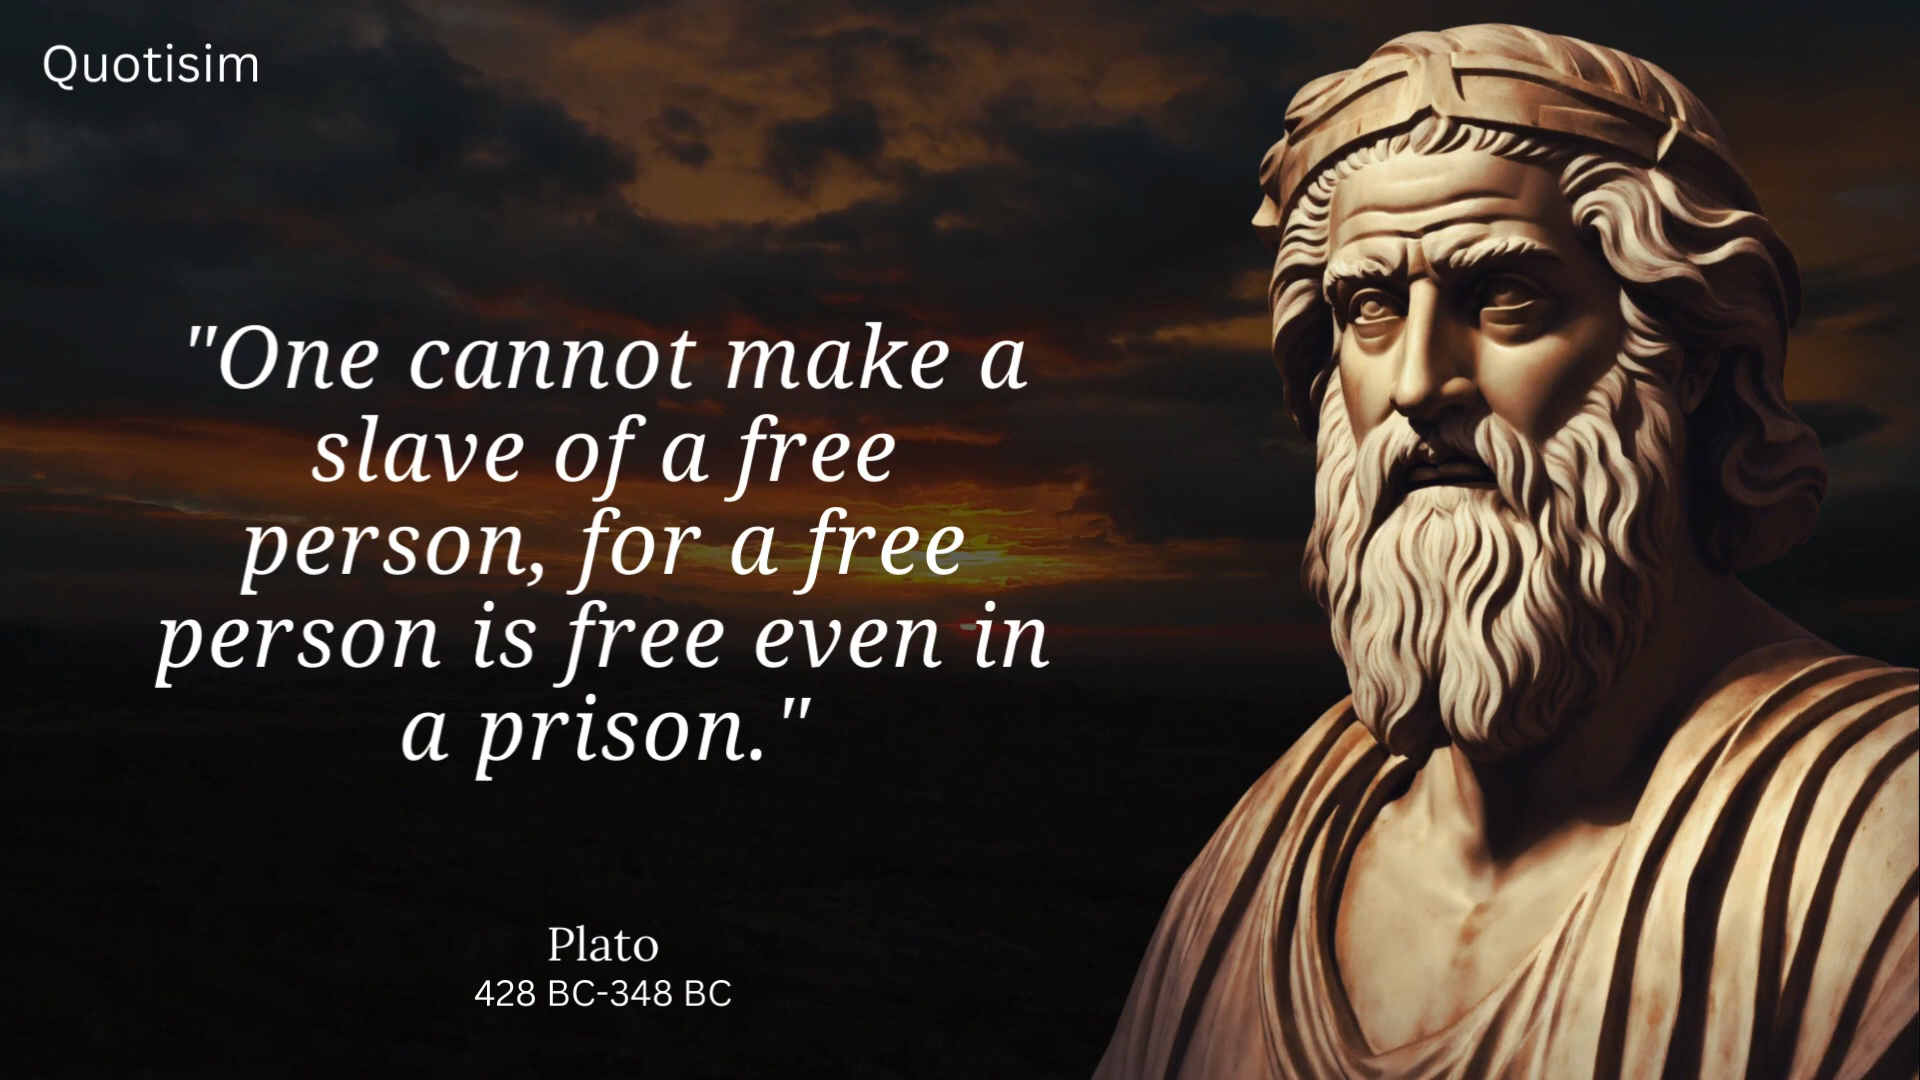 Quotisim
"One cannot make a
slave of a free
person, for a free
person is free even in
a prison."
Plato
428 BC-348 BC